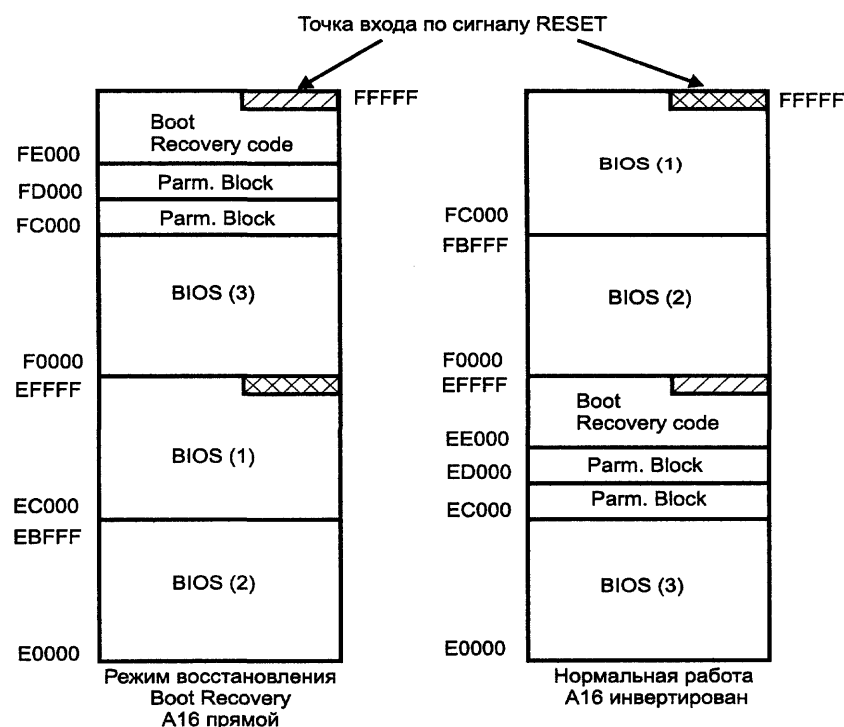 Точка входа по сигналу RESET
FFFFF
Boot
Recovery code
FE000
Parm. Block
FD000
Parm. Block
FC000
BIOS (3)
F0000
EFFFF
BIOS (1)
EC000
EBFFF
BIOS (2)
E0000
Режим восстановления
Boot Recovery
А16 прямой
FFFFF
BIOS (1)
FC000
FBFFF
BIOS (2)
F0000
EFFFF
Boot
Recovery code
EE000
Parm. Block
ED000
Parm. Block
EC000
BIOS (3)
E0000
Нормальная работа
А16 инвертирован